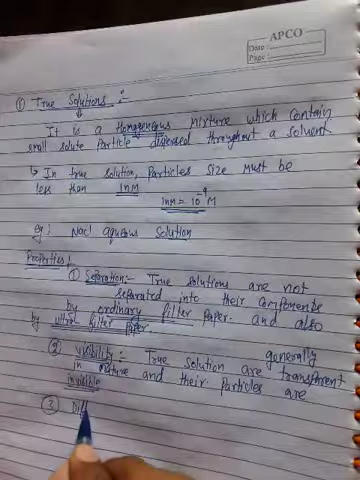 APCO
Date :
Page :
① True Solutions :-
It is a Homogeneous mixture which contain
small solute particle dispersed throughout a solvent
↳ In true solution, Particles size must be
less than 1nm
1nm = 10⁻⁹ M
eg: Nacl aqueous Solution
Properties:
① Separation:- True solutions are not
separated into their components
by ordinary filter paper. and also
by ultra filter paper.
② Visibility:- True Solution are generally transparent
in nature and their particles are
invisible
③ Dif